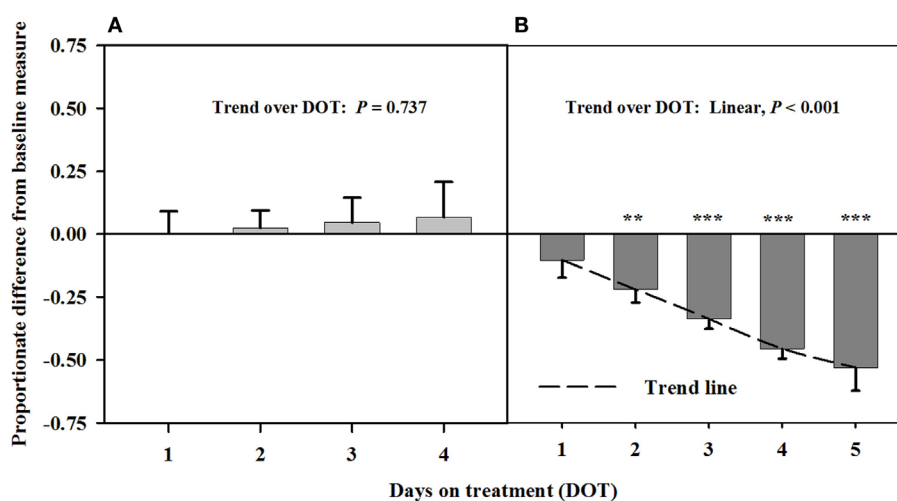 A
B
Proportionate difference from baseline measure
0.75
0.50
0.25
0.00
-0.25
-0.50
-0.75
Trend over DOT: P = 0.737
Trend over DOT: Linear, P < 0.001
** *** *** ***
Trend line
1 2 3 4
1 2 3 4 5
Days on treatment (DOT)